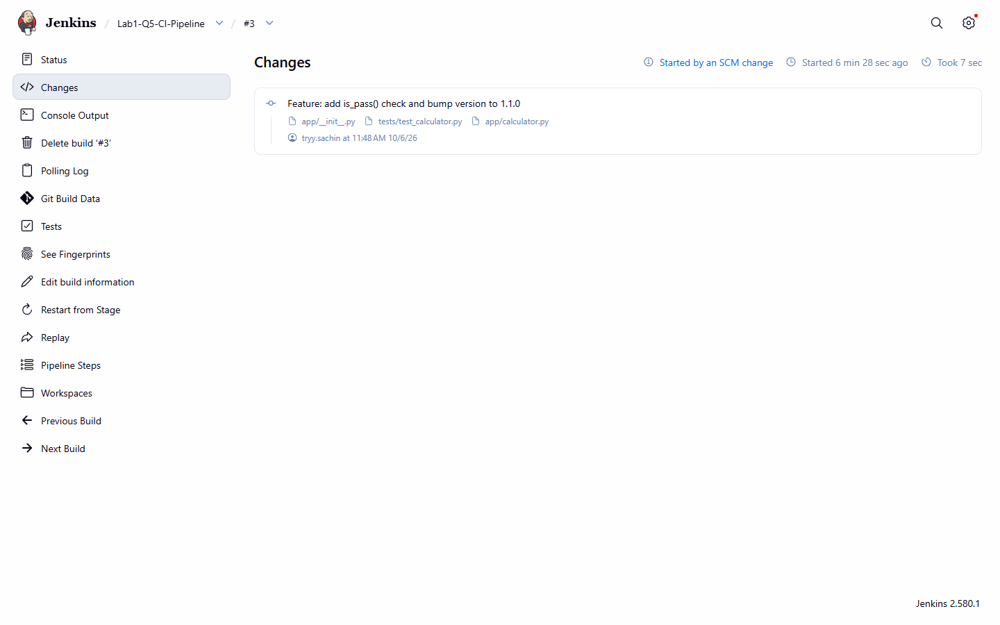 Jenkins / Lab1-Q5-CI-Pipeline / #3
Status
Changes
Console Output
Delete build ‘#3’
Polling Log
Git Build Data
Tests
See Fingerprints
Edit build information
Restart from Stage
Replay
Pipeline Steps
Workspaces
Previous Build
Next Build
Changes
Started by an SCM change Started 6 min 28 sec ago Took 7 sec
Feature: add is_pass() check and bump version to 1.1.0
app/__init__.py tests/test_calculator.py app/calculator.py
tryy.sachin at 11:48 AM 10/6/26
Jenkins 2.580.1